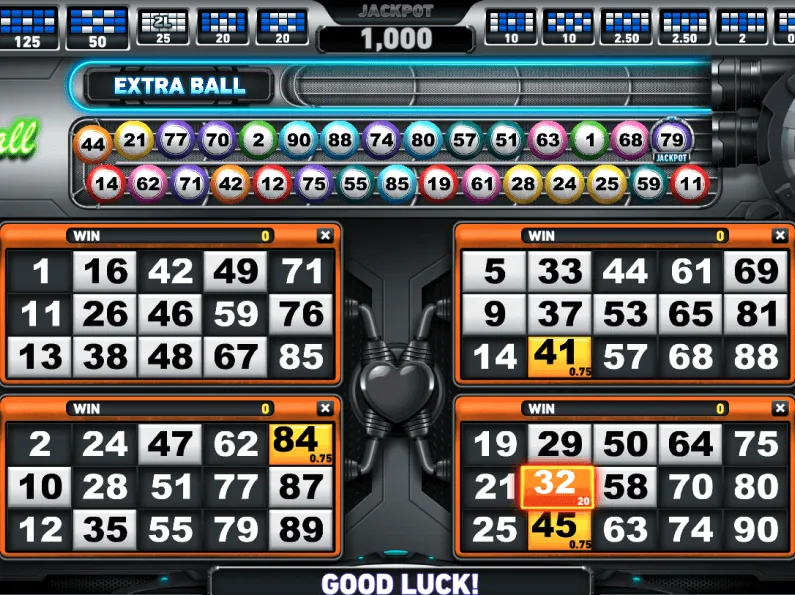 JACKPOT
125 50 2L 25 20 20 1,000 10 10 2.50 2.50 2
EXTRA BALL
all
44 21 77 70 2 90 88 74 80 57 51 63 1 68 79
JACKPOT
14 62 71 42 12 75 55 85 19 61 28 24 25 59 11
WIN 0 X
1 16 42 49 71
11 26 46 59 76
13 38 48 67 85
WIN 0 X
5 33 44 61 69
9 37 53 65 81
14 41 57 68 88
0.75
WIN 0 X
2 24 47 62 84
0.75
10 28 51 77 87
12 35 55 79 89
WIN 0 X
19 29 50 64 75
21 32 58 70 80
20
25 45 63 74 90
0.75
GOOD LUCK!